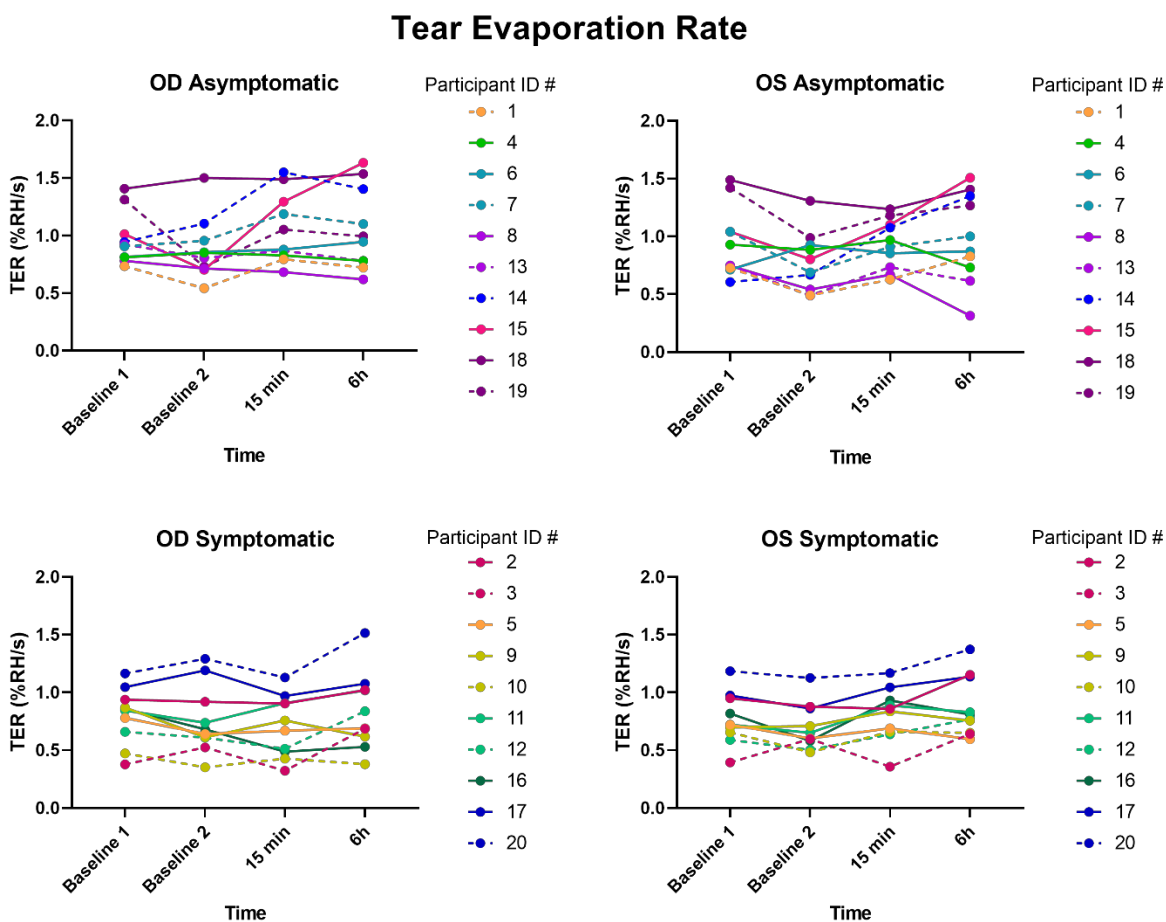 Tear Evaporation Rate
OD Asymptomatic
Participant ID #
TER (%RH/s)
2.0
1.5
1.0
0.5
0.0
Baseline 1
Baseline 2
15 min
6h
Time
1
4
6
7
8
13
14
15
18
19
OS Asymptomatic
Participant ID #
TER (%RH/s)
2.0
1.5
1.0
0.5
0.0
Baseline 1
Baseline 2
15 min
6h
Time
1
4
6
7
8
13
14
15
18
19
OD Symptomatic
Participant ID #
TER (%RH/s)
2.0
1.5
1.0
0.5
0.0
Baseline 1
Baseline 2
15 min
6h
Time
2
3
5
9
10
11
12
16
17
20
OS Symptomatic
Participant ID #
TER (%RH/s)
2.0
1.5
1.0
0.5
0.0
Baseline 1
Baseline 2
15 min
6h
Time
2
3
5
9
10
11
12
16
17
20